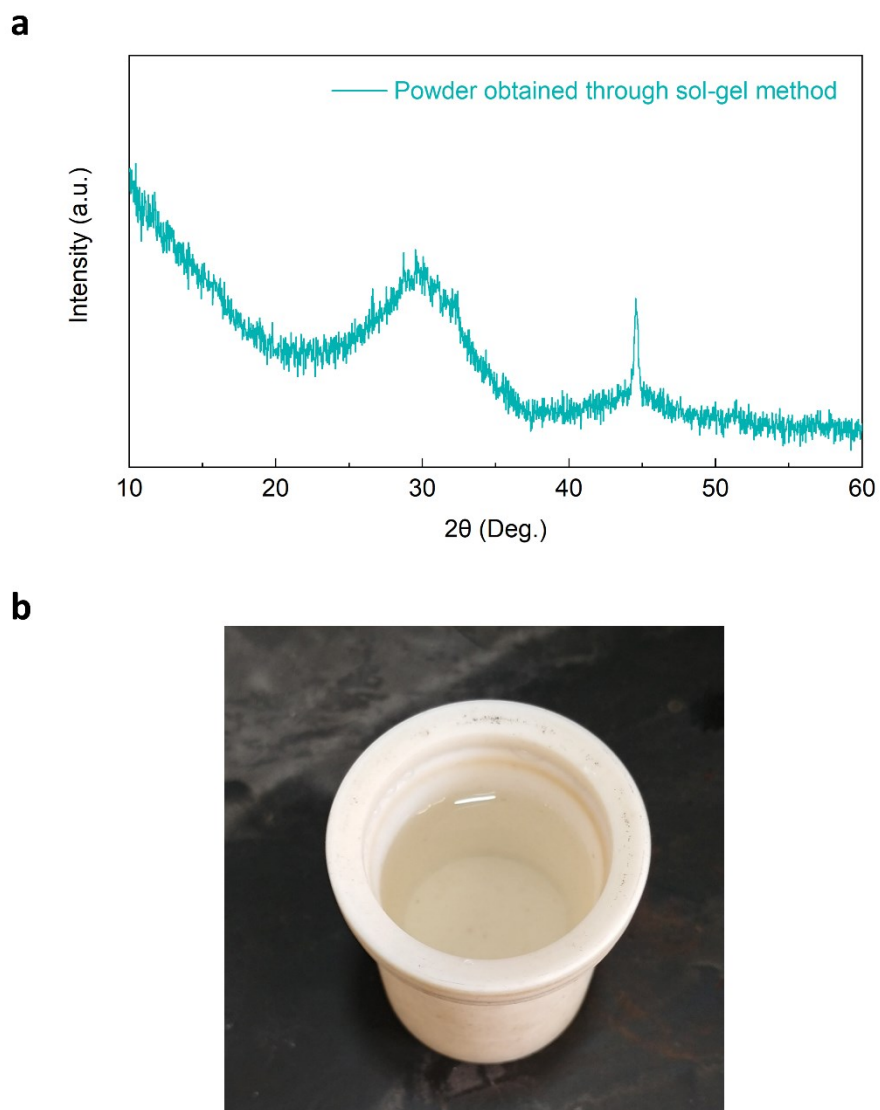 a
Powder obtained through sol-gel method
Intensity (a.u.)
10 20 30 40 50 60
2θ (Deg.)
b